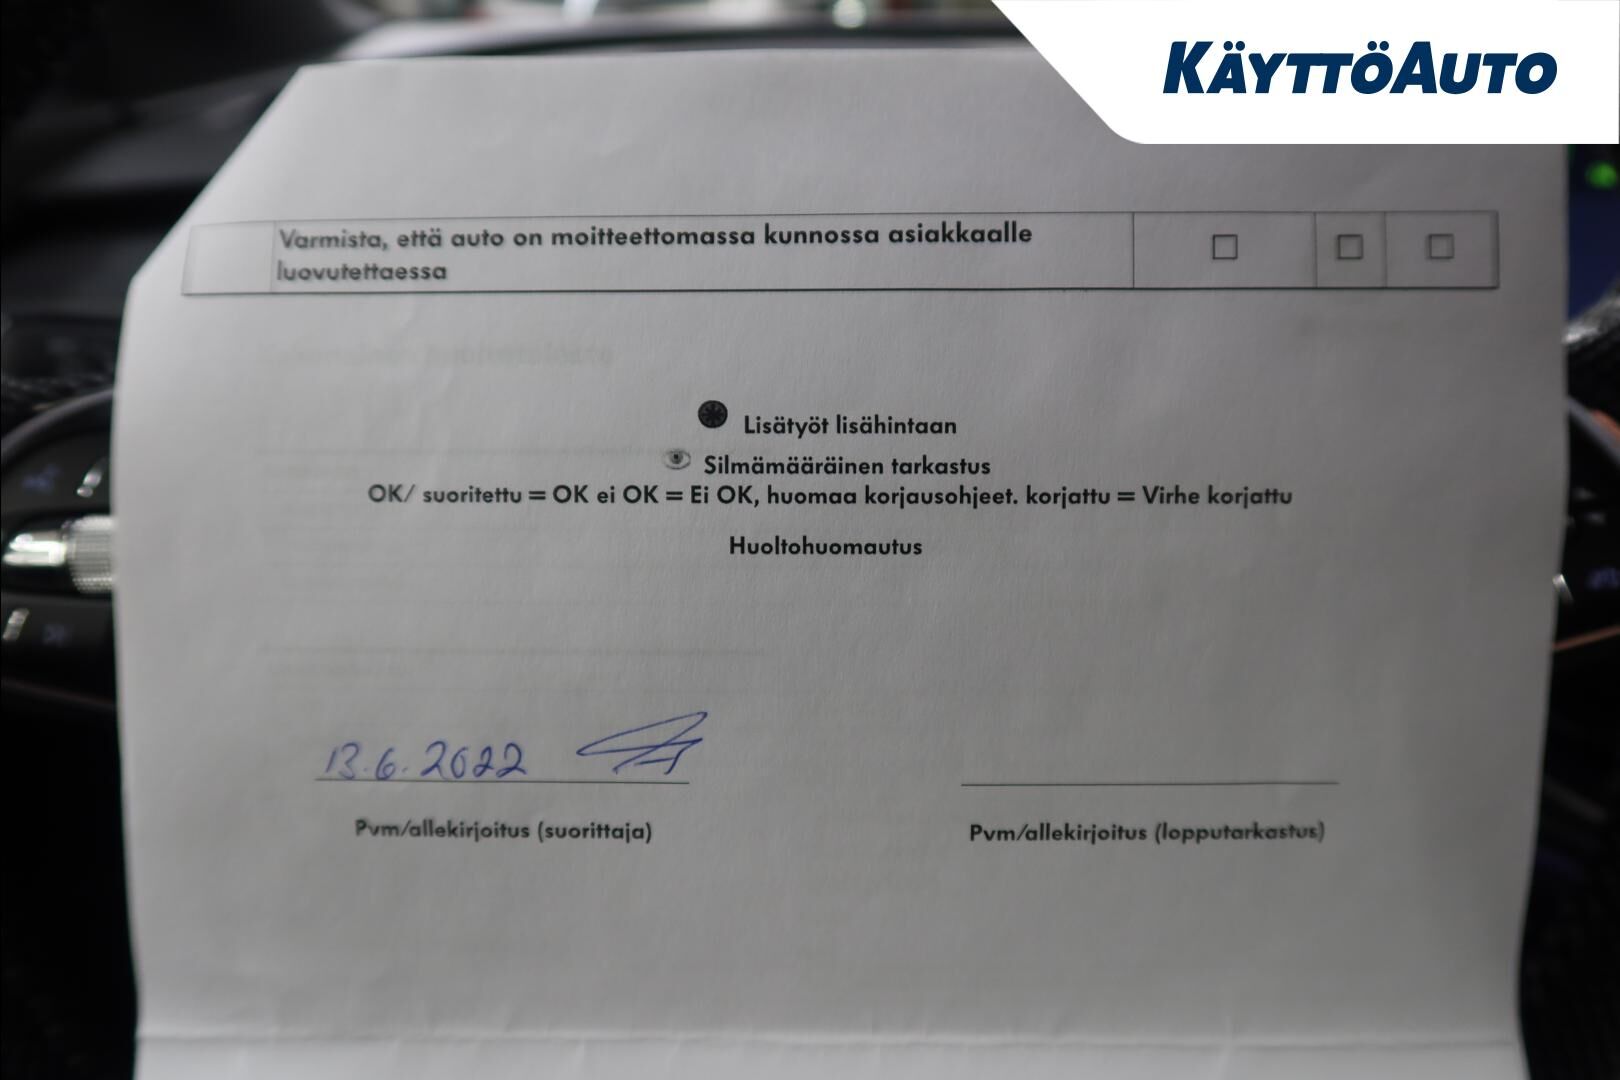 KÄYTTÖAUTO
Varmista, että auto on moitteettomassa kunnossa asiakkaalle
luovutettaessa
Lisätyöt lisähintaan
Silmämääräinen tarkastus
OK/ suoritettu = OK ei OK = Ei OK, huomaa korjausohjeet. korjattu = Virhe korjattu
Huoltohuomautus
13.6.2022
Pvm/allekirjoitus (suorittaja)
Pvm/allekirjoitus (lopputarkastus)